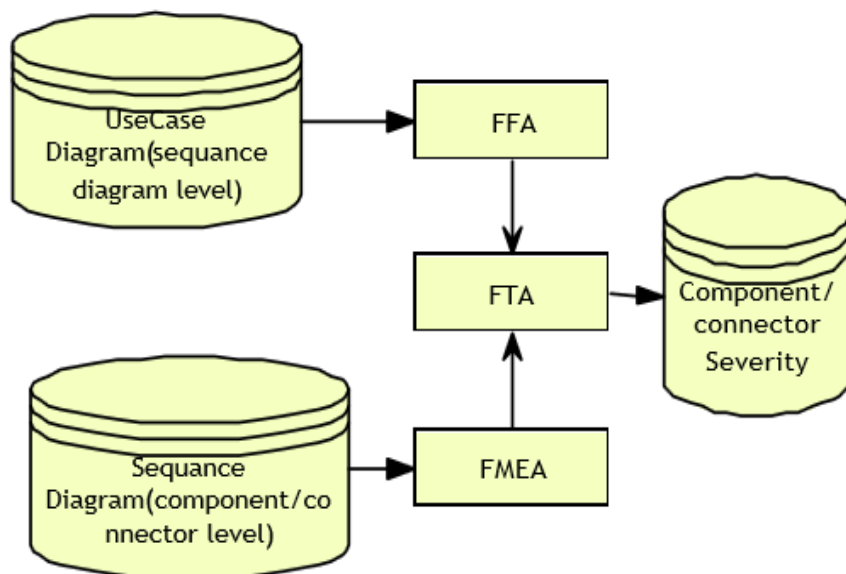 UseCase
Diagram(sequance
diagram level)
FFA
FTA
Component/
connector
Severity
Sequance
Diagram(component/co
nnector level)
FMEA